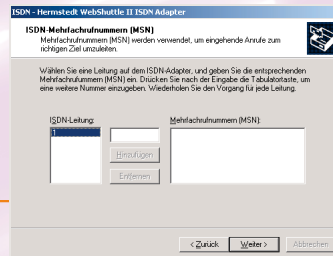 ISDN - Hermstedt WebShuttle II ISDN Adapter
ISDN-Mehrfachrufnummern (MSN)
Mehrfachrufnummern (MSN) werden verwendet, um eingehende Anrufe zum
richtigen Ziel umzuleiten.
Wählen Sie eine Leitung auf dem ISDN-Adapter, und geben Sie die entsprechenden
Mehrfachrufnummern (MSN) ein. Drücken Sie nach der Eingabe die Tabulatortaste, um
eine weitere Nummer einzugeben. Wiederholen Sie den Vorgang für jede Leitung.
ISDN-Leitung:
Mehrfachrufnummern (MSN):
1
Hinzufügen
Entfernen
< Zurück
Weiter >
Abbrechen